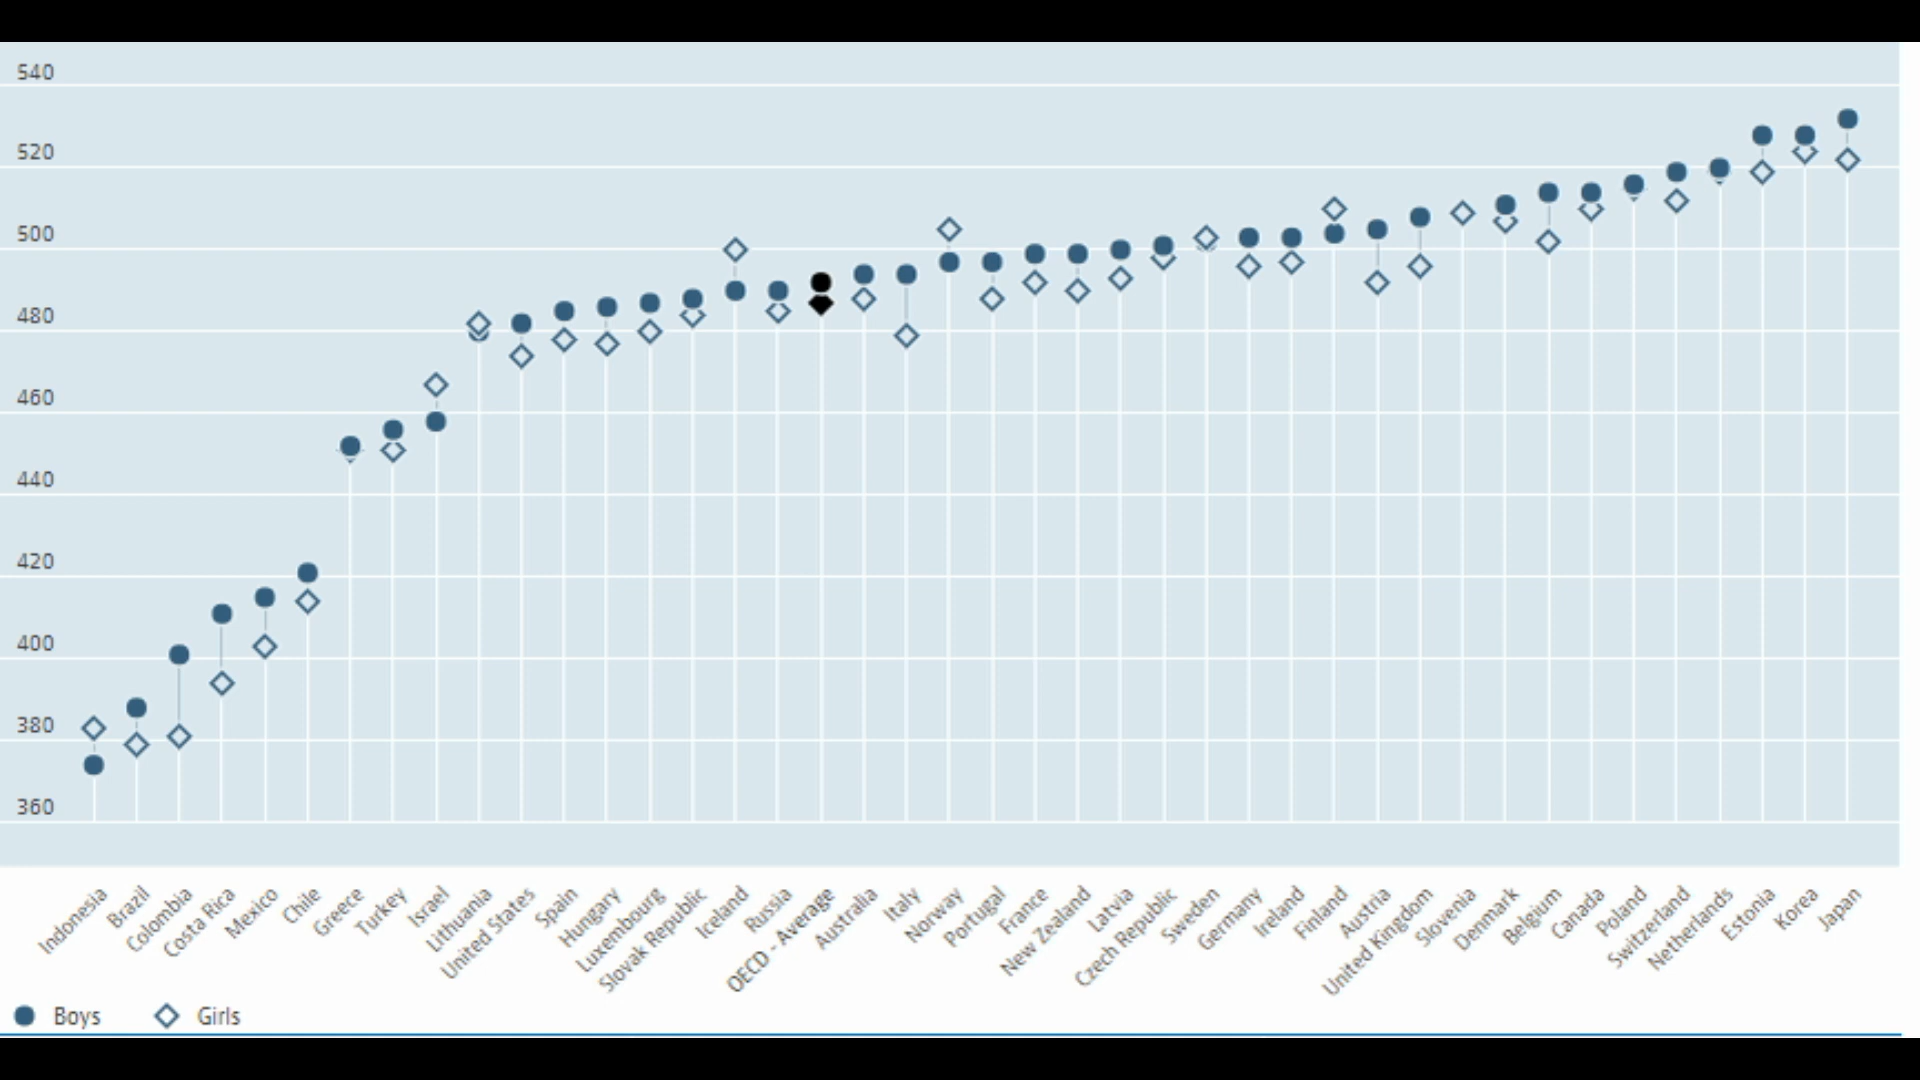 540
520
500
480
460
440
420
400
380
360
Indonesia
Brazil
Colombia
Costa Rica
Mexico
Chile
Greece
Turkey
Israel
Lithuania
United States
Spain
Hungary
Luxembourg
Slovak Republic
Iceland
Russia
OECD - Average
Australia
Italy
Norway
Portugal
France
New Zealand
Latvia
Czech Republic
Sweden
Germany
Ireland
Finland
Austria
United Kingdom
Slovenia
Denmark
Belgium
Canada
Poland
Switzerland
Netherlands
Estonia
Korea
Japan
Boys Girls